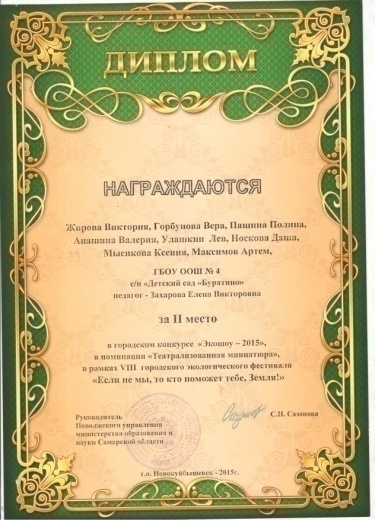 ДИПЛОМ
НАГРАЖДАЮТСЯ
Жирова Виктория, Горбунова Вера, Пашина Полина,
Анашина Валерия, Улашкин Лев, Носкова Даша,
Мысикова Ксения, Максимов Артем,
ГБОУ ООШ № 4
с/п «Детский сад «Буратино»
педагог - Захарова Елена Викторовна
за II место
в городском конкурсе «Экошоу – 2015»,
в номинации «Театрализованная миниатюра»,
в рамках VIII городского экологического фестиваля
«Если не мы, то кто поможет тебе, Земля!»
Руководитель
Поволжского управления
министерства образования и
науки Самарской области
С.Н. Сазонова
г.о. Новокуйбышевск - 2015г.